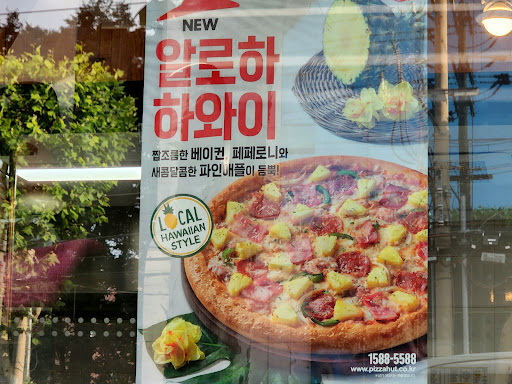 NEW
알로하
하와이
짭조름한 베이컨, 페페로니와
새콤달콤한 파인애플이 듬뿍!
LOCAL
HAWAIIAN
STYLE
1588-5588
www.pizzahut.co.kr